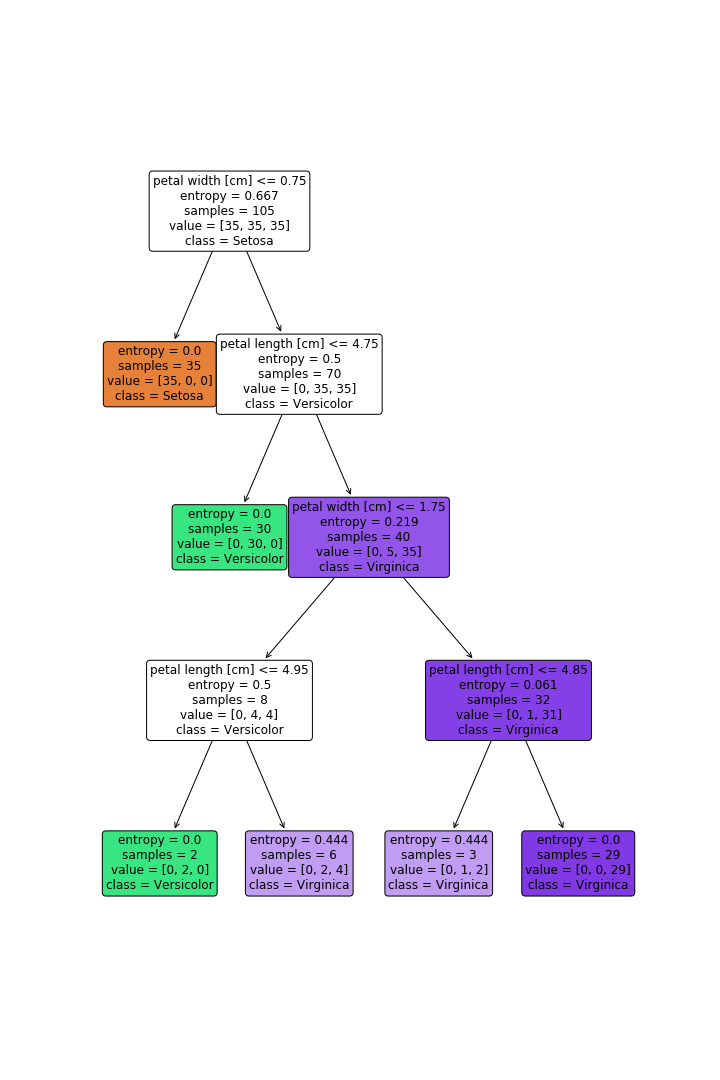 petal width [cm] <= 0.75
entropy = 0.667
samples = 105
value = [35, 35, 35]
class = Setosa
entropy = 0.0
samples = 35
value = [35, 0, 0]
class = Setosa
petal length [cm] <= 4.75
entropy = 0.5
samples = 70
value = [0, 35, 35]
class = Versicolor
entropy = 0.0
samples = 30
value = [0, 30, 0]
class = Versicolor
petal width [cm] <= 1.75
entropy = 0.219
samples = 40
value = [0, 5, 35]
class = Virginica
petal length [cm] <= 4.95
entropy = 0.5
samples = 8
value = [0, 4, 4]
class = Versicolor
petal length [cm] <= 4.85
entropy = 0.061
samples = 32
value = [0, 1, 31]
class = Virginica
entropy = 0.0
samples = 2
value = [0, 2, 0]
class = Versicolor
entropy = 0.444
samples = 6
value = [0, 2, 4]
class = Virginica
entropy = 0.444
samples = 3
value = [0, 1, 2]
class = Virginica
entropy = 0.0
samples = 29
value = [0, 0, 29]
class = Virginica